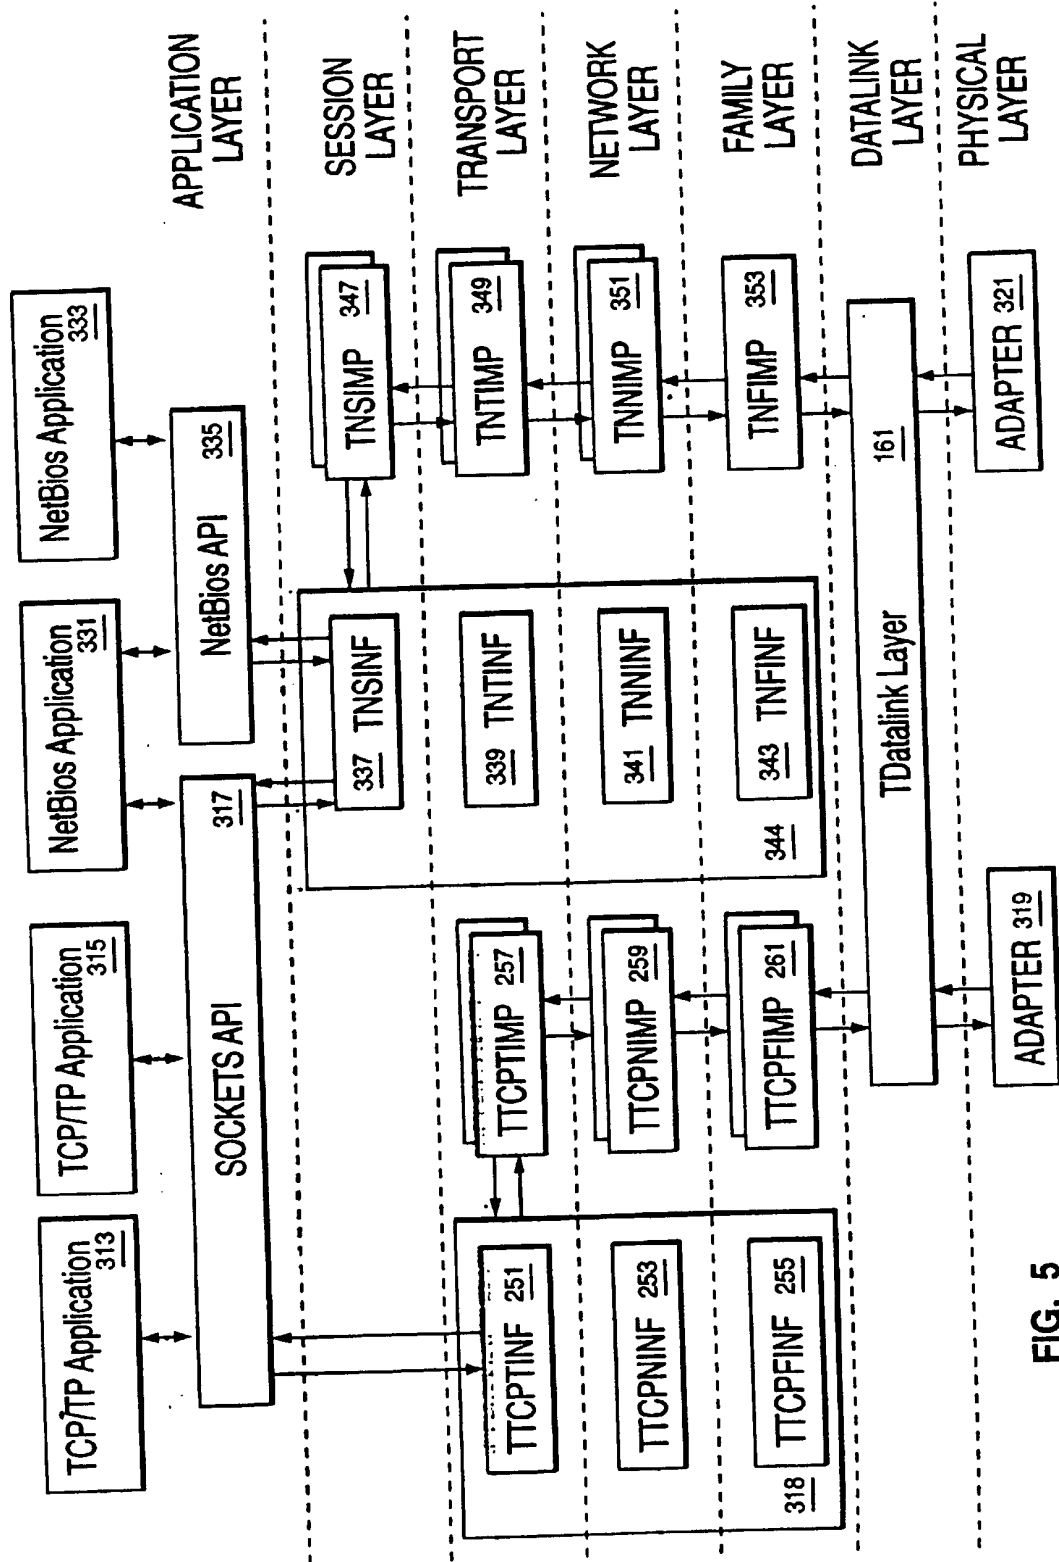 TCP/TP Application
313
TCP/TP Application
315
NetBios Application
331
NetBios Application
333
APPLICATION
LAYER
SOCKETS API
317
NetBios API
335
SESSION
LAYER
337 TNSINF
TNSIMP 347
TRANSPORT
LAYER
TTCPTINF 251
TTCPTIMP 257
339 TNTINF
TNTIMP 349
NETWORK
LAYER
TTCPNINF 253
TTCPNIMP 259
341 TNNINF
TNNIMP 351
FAMILY
LAYER
TTCPFINF 255
318
TTCPFIMP 261
343 TNFINF
344
TNFIMP 353
DATALINK
LAYER
TDatalink Layer
161
PHYSICAL
LAYER
ADAPTER 319
ADAPTER 321
FIG. 5